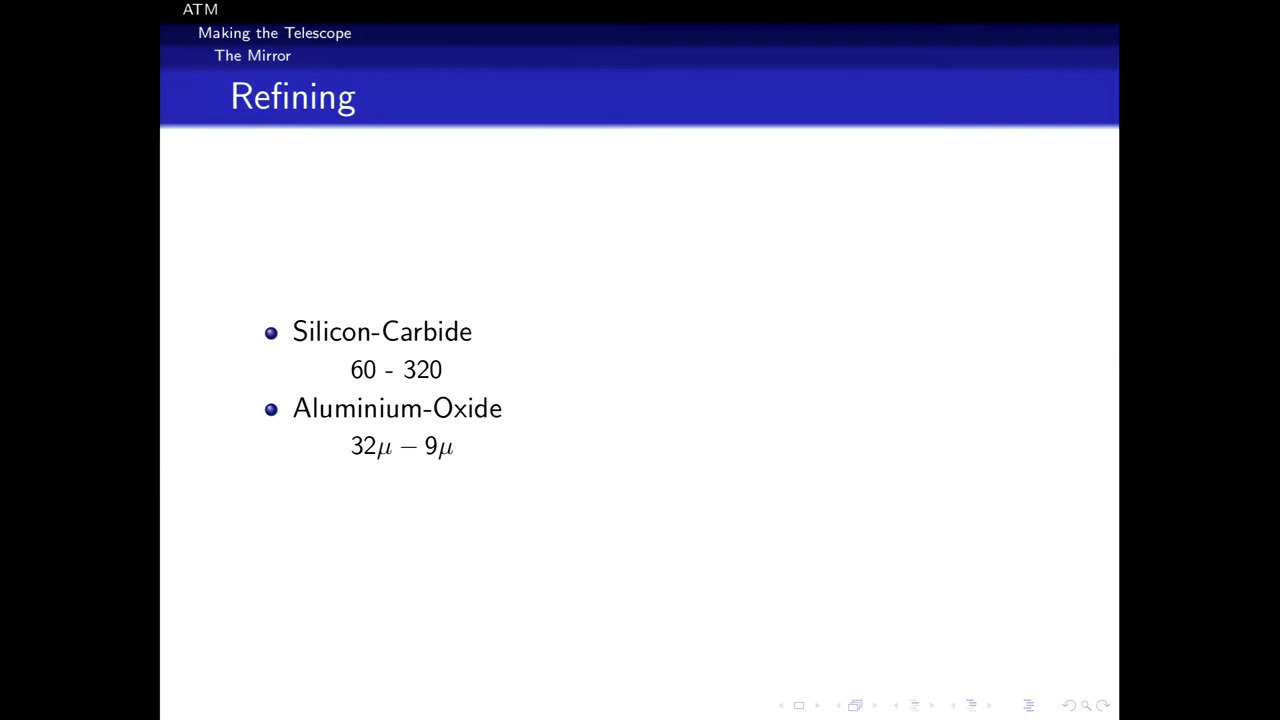 ATM
Making the Telescope
The Mirror
Refining
Silicon-Carbide
60 - 320
Aluminium-Oxide
32μ − 9μ